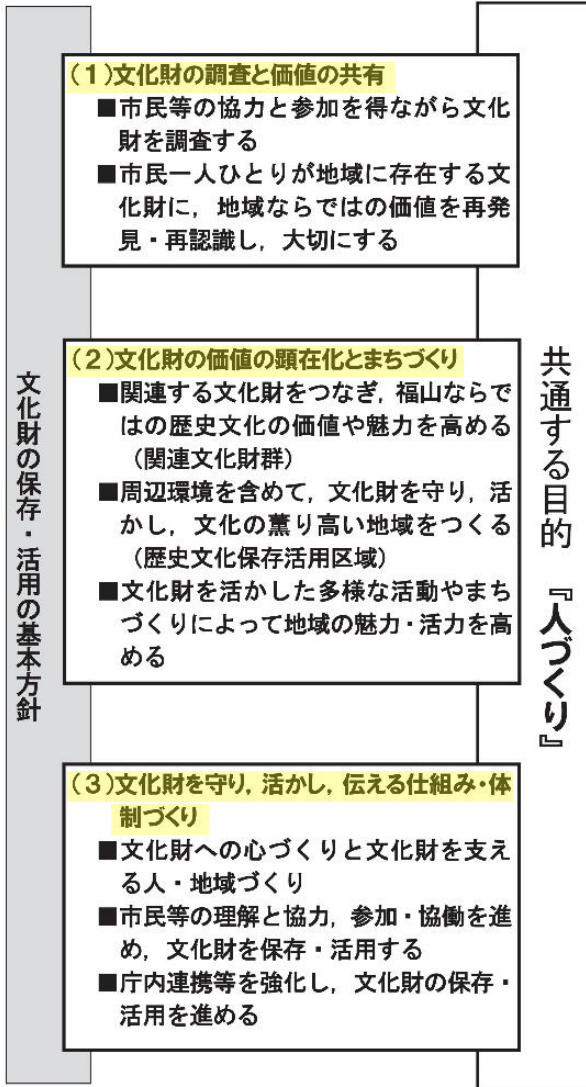 文化財の保存・活用の基本方針
（１）文化財の調査と価値の共有
■市民等の協力と参加を得ながら文化
財を調査する
■市民一人ひとりが地域に存在する文
化財に，地域ならではの価値を再発
見・再認識し，大切にする
（２）文化財の価値の顕在化とまちづくり
■関連する文化財をつなぎ，福山ならで
はの歴史文化の価値や魅力を高める
（関連文化財群）
■周辺環境を含めて，文化財を守り，活
かし，文化の薫り高い地域をつくる
（歴史文化保存活用区域）
■文化財を活かした多様な活動やまち
づくりによって地域の魅力・活力を高
める
（３）文化財を守り，活かし，伝える仕組み・体
制づくり
■文化財への心づくりと文化財を支え
る人・地域づくり
■市民等の理解と協力，参加・協働を進
め，文化財を保存・活用する
■庁内連携等を強化し，文化財の保存・
活用を進める
共通する目的　『人づくり』